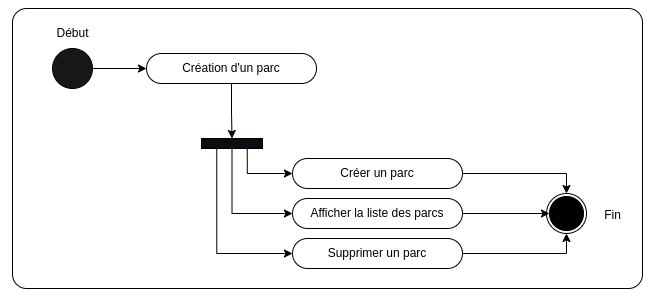 Début
Création d'un parc
Créer un parc
Afficher la liste des parcs
Fin
Supprimer un parc